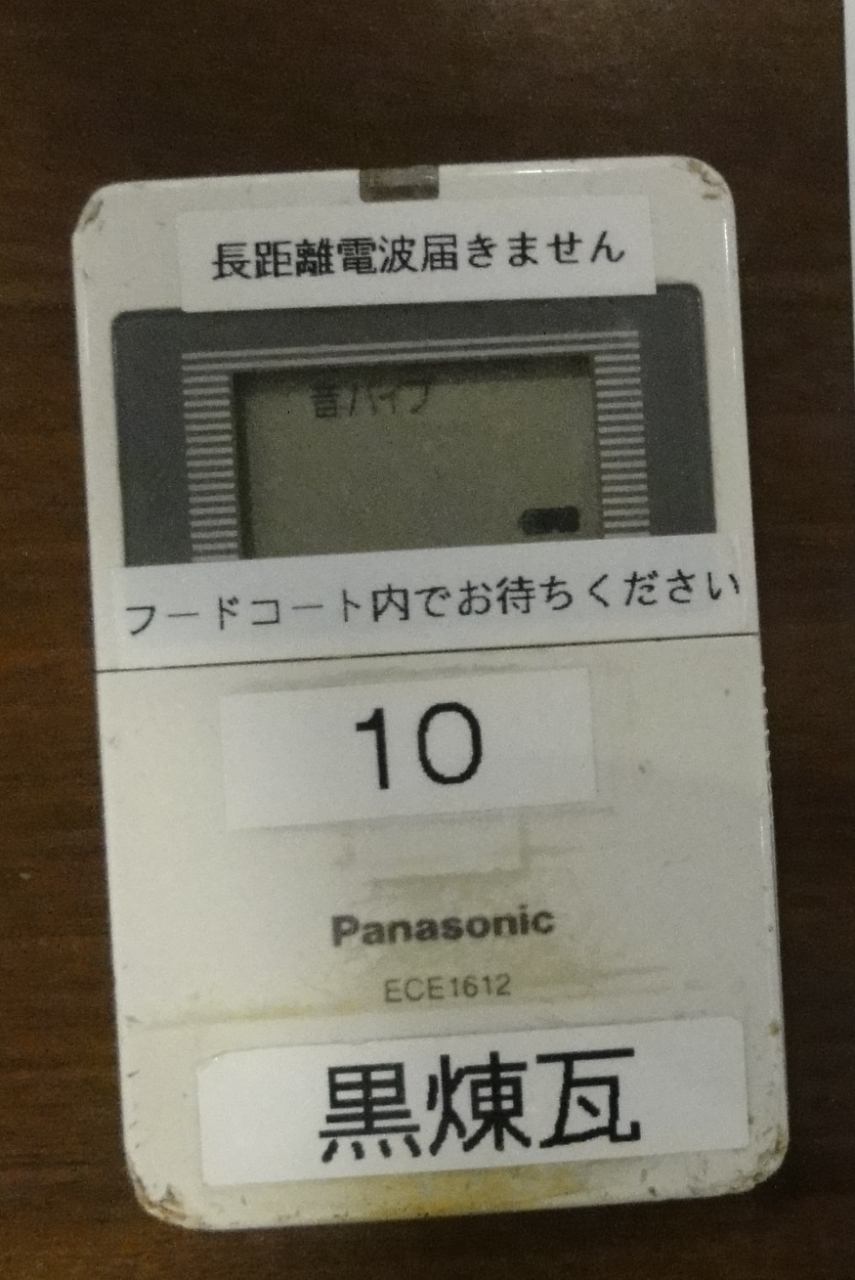 長距離電波届きません
音/バイブ
フードコート内でお待ちください
10
Panasonic
ECE1612
黒煉瓦